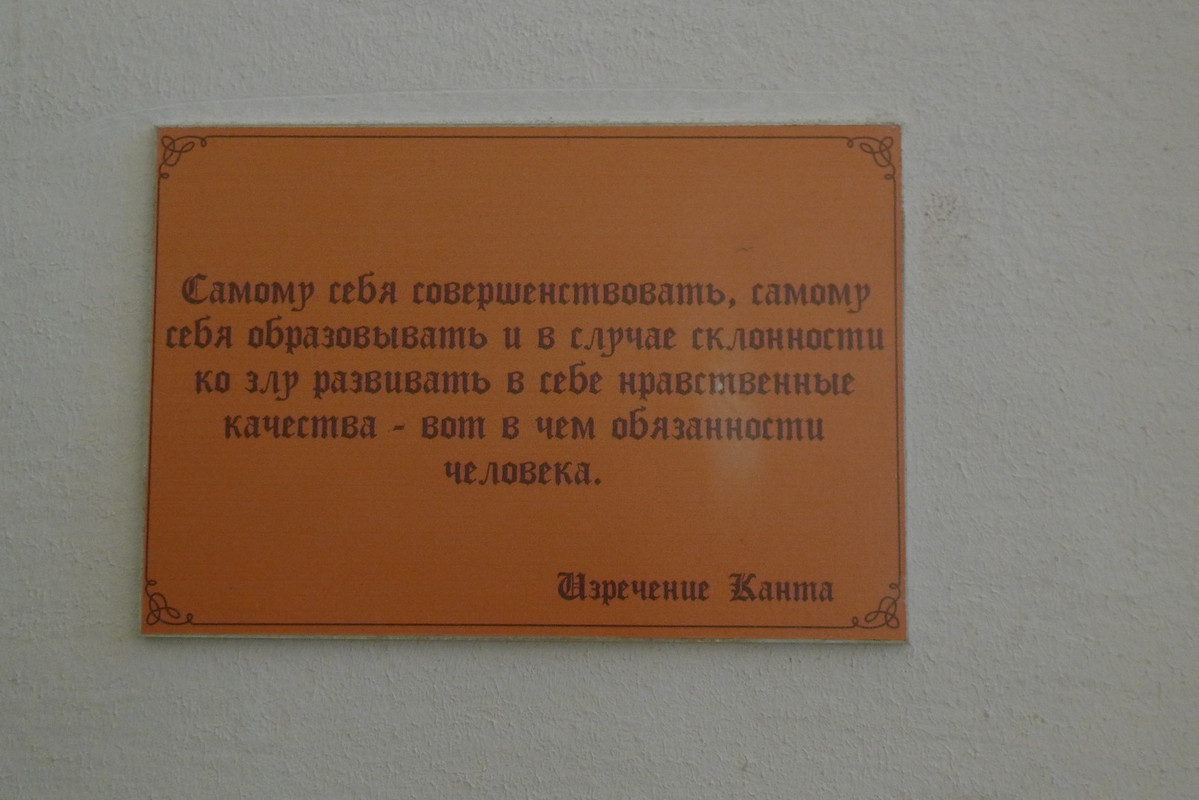 Самому себя совершенствовать, самому
себя образовывать и в случае склонности
ко злу развивать в себе нравственные
качества - вот в чем обязанности
человека.
Изречение Канта